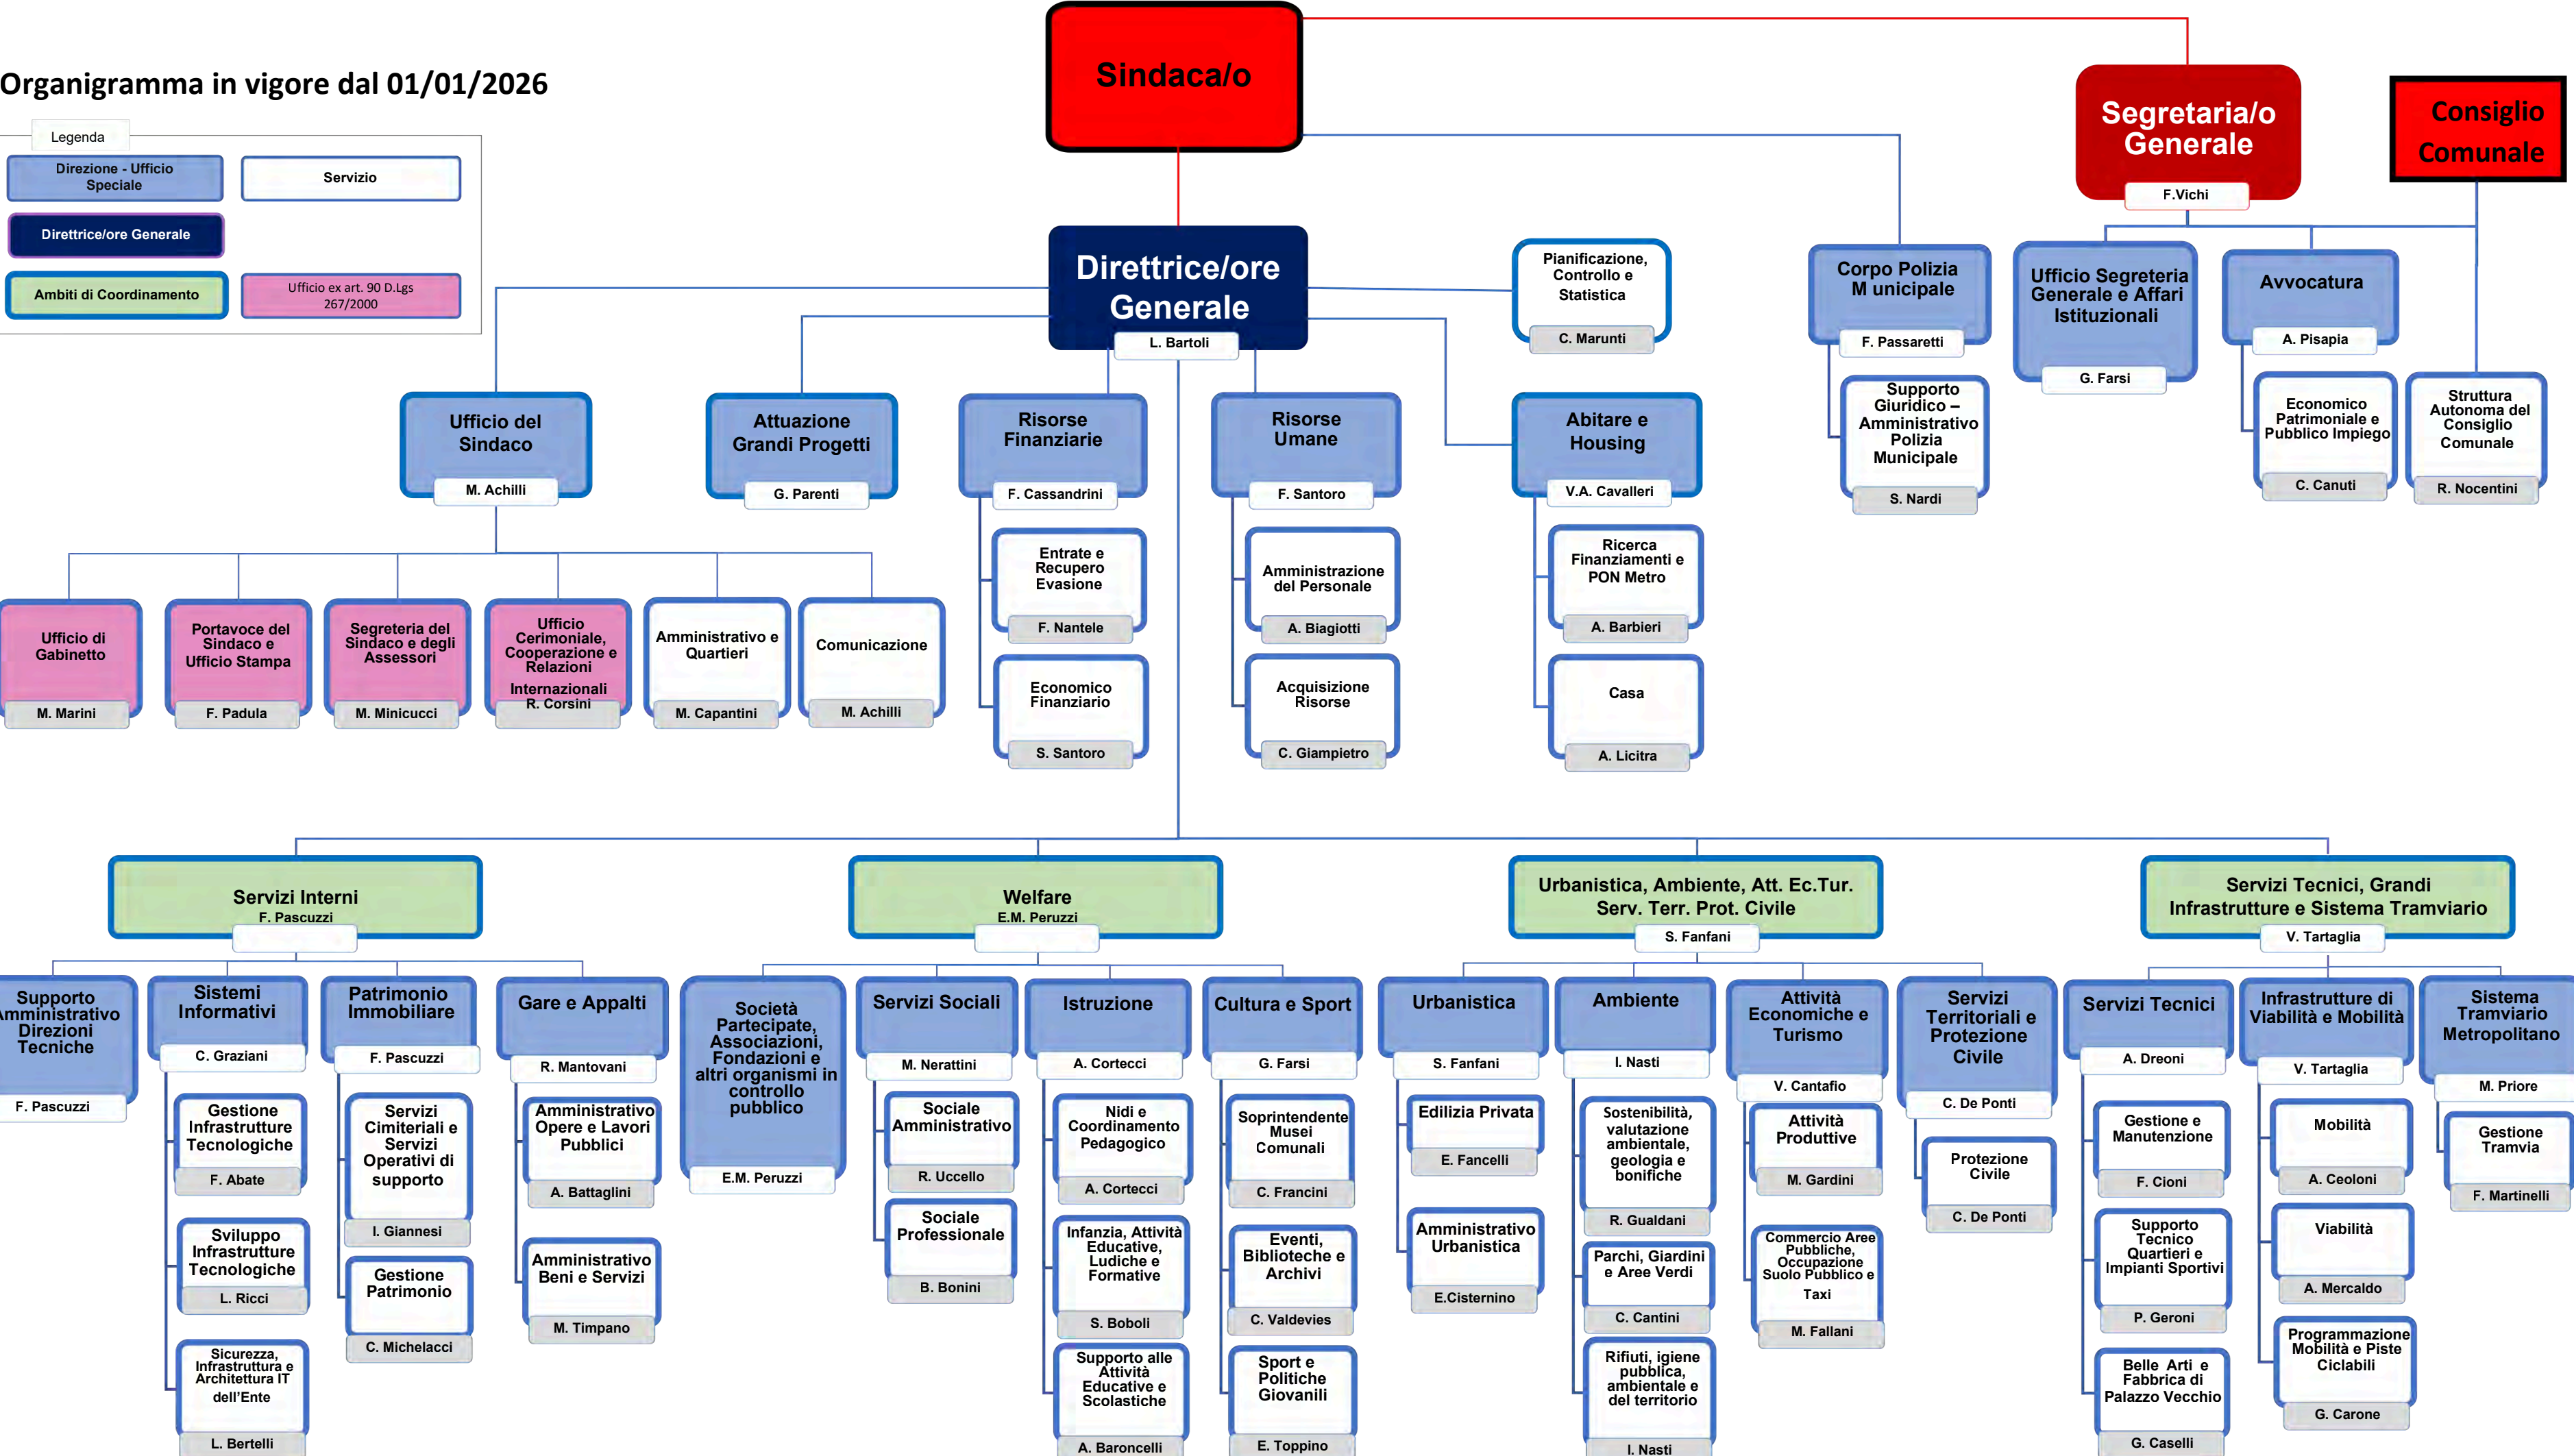 Organigramma in vigore dal 01/01/2026
Legenda
Direzione - Ufficio
Speciale
Servizio
Direttrice/ore Generale
Ambiti di Coordinamento
Ufficio ex art. 90 D.Lgs
267/2000
Sindaca/o
Segretaria/o
Generale
F.Vichi
Consiglio
Comunale
Direttrice/ore
Generale
L. Bartoli
Pianificazione,
Controllo e
Statistica
C. Marunti
Corpo Polizia
M unicipale
F. Passaretti
Supporto
Giuridico –
Amministrativo
Polizia
Municipale
S. Nardi
Ufficio Segreteria
Generale e Affari
Istituzionali
G. Farsi
Avvocatura
A. Pisapia
Economico
Patrimoniale e
Pubblico Impiego
C. Canuti
Struttura
Autonoma del
Consiglio
Comunale
R. Nocentini
Ufficio del
Sindaco
M. Achilli
Attuazione
Grandi Progetti
G. Parenti
Risorse
Finanziarie
F. Cassandrini
Entrate e
Recupero
Evasione
F. Nantele
Economico
Finanziario
S. Santoro
Risorse
Umane
F. Santoro
Amministrazione
del Personale
A. Biagiotti
Acquisizione
Risorse
C. Giampietro
Abitare e
Housing
V.A. Cavalleri
Ricerca
Finanziamenti e
PON Metro
A. Barbieri
Casa
A. Licitra
Ufficio di
Gabinetto
M. Marini
Portavoce del
Sindaco e
Ufficio Stampa
F. Padula
Segreteria del
Sindaco e degli
Assessori
M. Minicucci
Ufficio
Cerimoniale,
Cooperazione e
Relazioni
Internazionali
R. Corsini
Amministrativo e
Quartieri
M. Capantini
Comunicazione
M. Achilli
Servizi Interni
F. Pascuzzi
Welfare
E.M. Peruzzi
Urbanistica, Ambiente, Att. Ec.Tur.
Serv. Terr. Prot. Civile
S. Fanfani
Servizi Tecnici, Grandi
Infrastrutture e Sistema Tramviario
V. Tartaglia
Supporto
Amministrativo
Direzioni
Tecniche
F. Pascuzzi
Sistemi
Informativi
C. Graziani
Gestione
Infrastrutture
Tecnologiche
F. Abate
Sviluppo
Infrastrutture
Tecnologiche
L. Ricci
Sicurezza,
Infrastruttura e
Architettura IT
dell’Ente
L. Bertelli
Patrimonio
Immobiliare
F. Pascuzzi
Servizi
Cimiteriali e
Servizi
Operativi di
supporto
I. Giannesi
Gestione
Patrimonio
C. Michelacci
Gare e Appalti
R. Mantovani
Amministrativo
Opere e Lavori
Pubblici
A. Battaglini
Amministrativo
Beni e Servizi
M. Timpano
Società
Partecipate,
Associazioni,
Fondazioni e
altri organismi in
controllo
pubblico
E.M. Peruzzi
Servizi Sociali
M. Nerattini
Sociale
Amministrativo
R. Uccello
Sociale
Professionale
B. Bonini
Istruzione
A. Cortecci
Nidi e
Coordinamento
Pedagogico
A. Cortecci
Infanzia, Attività
Educative,
Ludiche e
Formative
S. Boboli
Supporto alle
Attività
Educative e
Scolastiche
A. Baroncelli
Cultura e Sport
G. Farsi
Soprintendente
Musei
Comunali
C. Francini
Eventi,
Biblioteche e
Archivi
C. Valdevies
Sport e
Politiche
Giovanili
E. Toppino
Urbanistica
S. Fanfani
Edilizia Privata
E. Fancelli
Amministrativo
Urbanistica
E.Cisternino
Ambiente
I. Nasti
Sostenibilità,
valutazione
ambientale,
geologia e
bonifiche
R. Gualdani
Parchi, Giardini
e Aree Verdi
C. Cantini
Rifiuti, igiene
pubblica,
ambientale e
del territorio
I. Nasti
Attività
Economiche e
Turismo
V. Cantafio
Attività
Produttive
M. Gardini
Commercio Aree
Pubbliche,
Occupazione
Suolo Pubblico e
Taxi
M. Fallani
Servizi
Territoriali e
Protezione
Civile
C. De Ponti
Protezione
Civile
C. De Ponti
Servizi Tecnici
A. Dreoni
Gestione e
Manutenzione
F. Cioni
Supporto
Tecnico
Quartieri e
Impianti Sportivi
P. Geroni
Belle Arti e
Fabbrica di
Palazzo Vecchio
G. Caselli
Infrastrutture di
Viabilità e Mobilità
V. Tartaglia
Mobilità
A. Ceoloni
Viabilità
A. Mercaldo
Programmazione
Mobilità e Piste
Ciclabili
G. Carone
Sistema
Tramviario
Metropolitano
M. Priore
Gestione
Tramvia
F. Martinelli